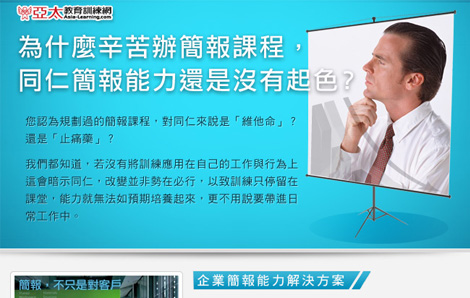 亞太教育訓練網
Asia-Learning.com
為什麼辛苦辦簡報課程，
同仁簡報能力還是沒有起色？
您認為規劃過的簡報課程，對同仁來說是「維他命」？
還是「止痛藥」？
我們都知道，若沒有將訓練應用在自己的工作與行為上
這會暗示同仁，改變並非勢在必行，以致訓練只停留在
課堂，能力就無法如預期培養起來，更不用說要帶進日
常工作中。
簡報，不只是對客戶
企業簡報能力解決方案